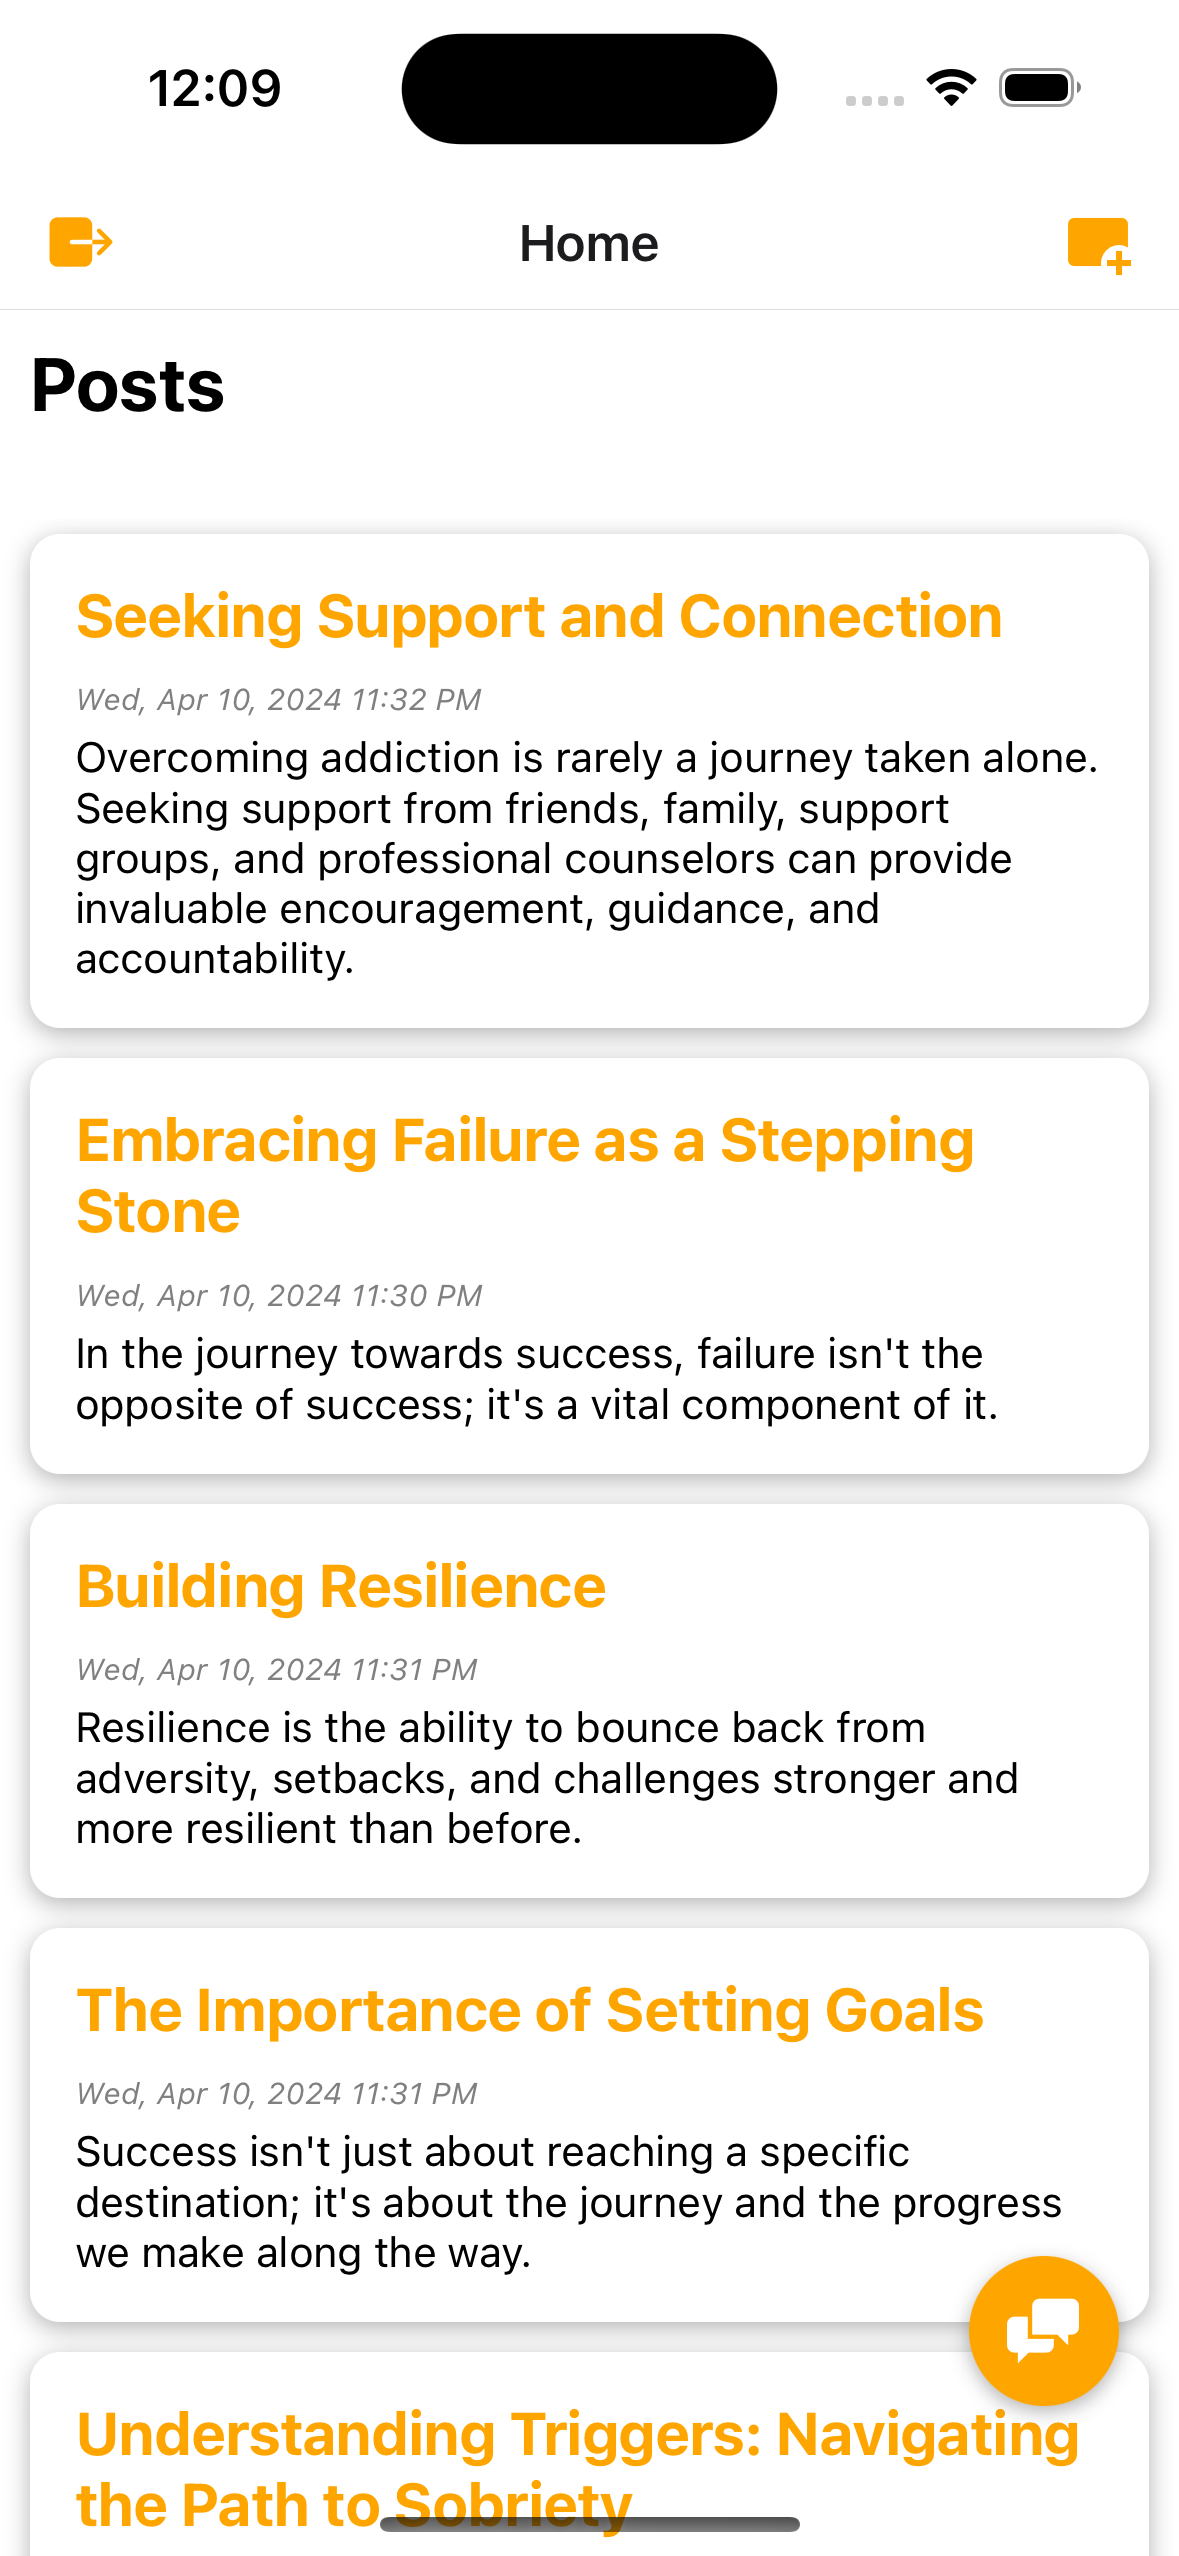 12:09
Home
Posts
Seeking Support and Connection
Wed, Apr 10, 2024 11:32 PM
Overcoming addiction is rarely a journey taken alone.
Seeking support from friends, family, support
groups, and professional counselors can provide
invaluable encouragement, guidance, and
accountability.
Embracing Failure as a Stepping
Stone
Wed, Apr 10, 2024 11:30 PM
In the journey towards success, failure isn't the
opposite of success; it's a vital component of it.
Building Resilience
Wed, Apr 10, 2024 11:31 PM
Resilience is the ability to bounce back from
adversity, setbacks, and challenges stronger and
more resilient than before.
The Importance of Setting Goals
Wed, Apr 10, 2024 11:31 PM
Success isn't just about reaching a specific
destination; it's about the journey and the progress
we make along the way.
Understanding Triggers: Navigating
the Path to Sobriety